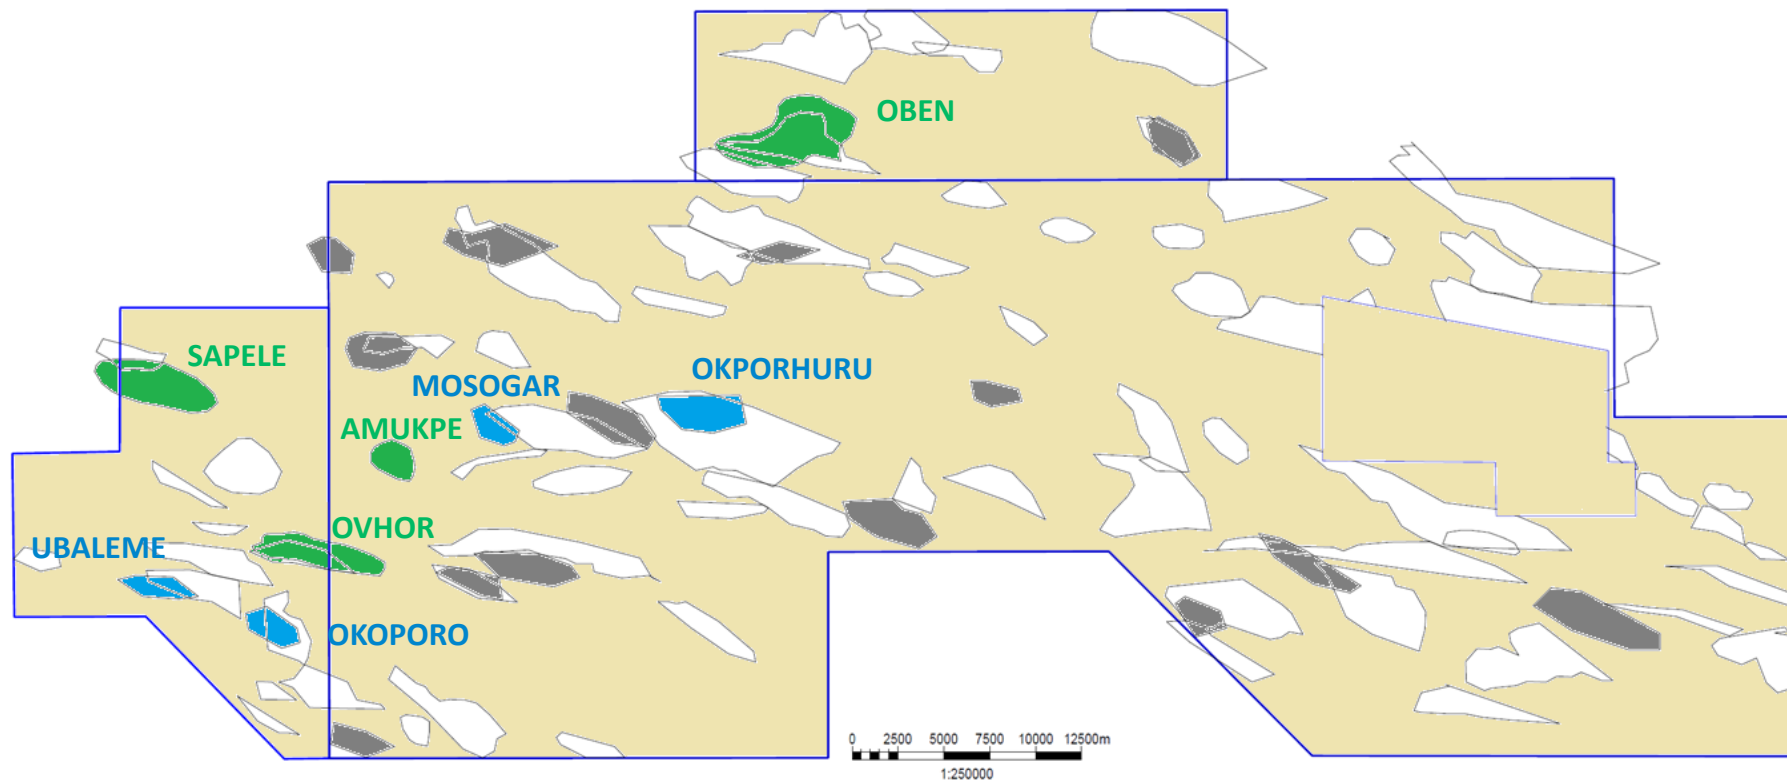 OBEN
SAPELE
OKPORHURU
MOSOGAR
AMUKPE
OVHOR
UBALEME
OKOPORO
0 2500 5000 7500 10000 12500m
1:250000